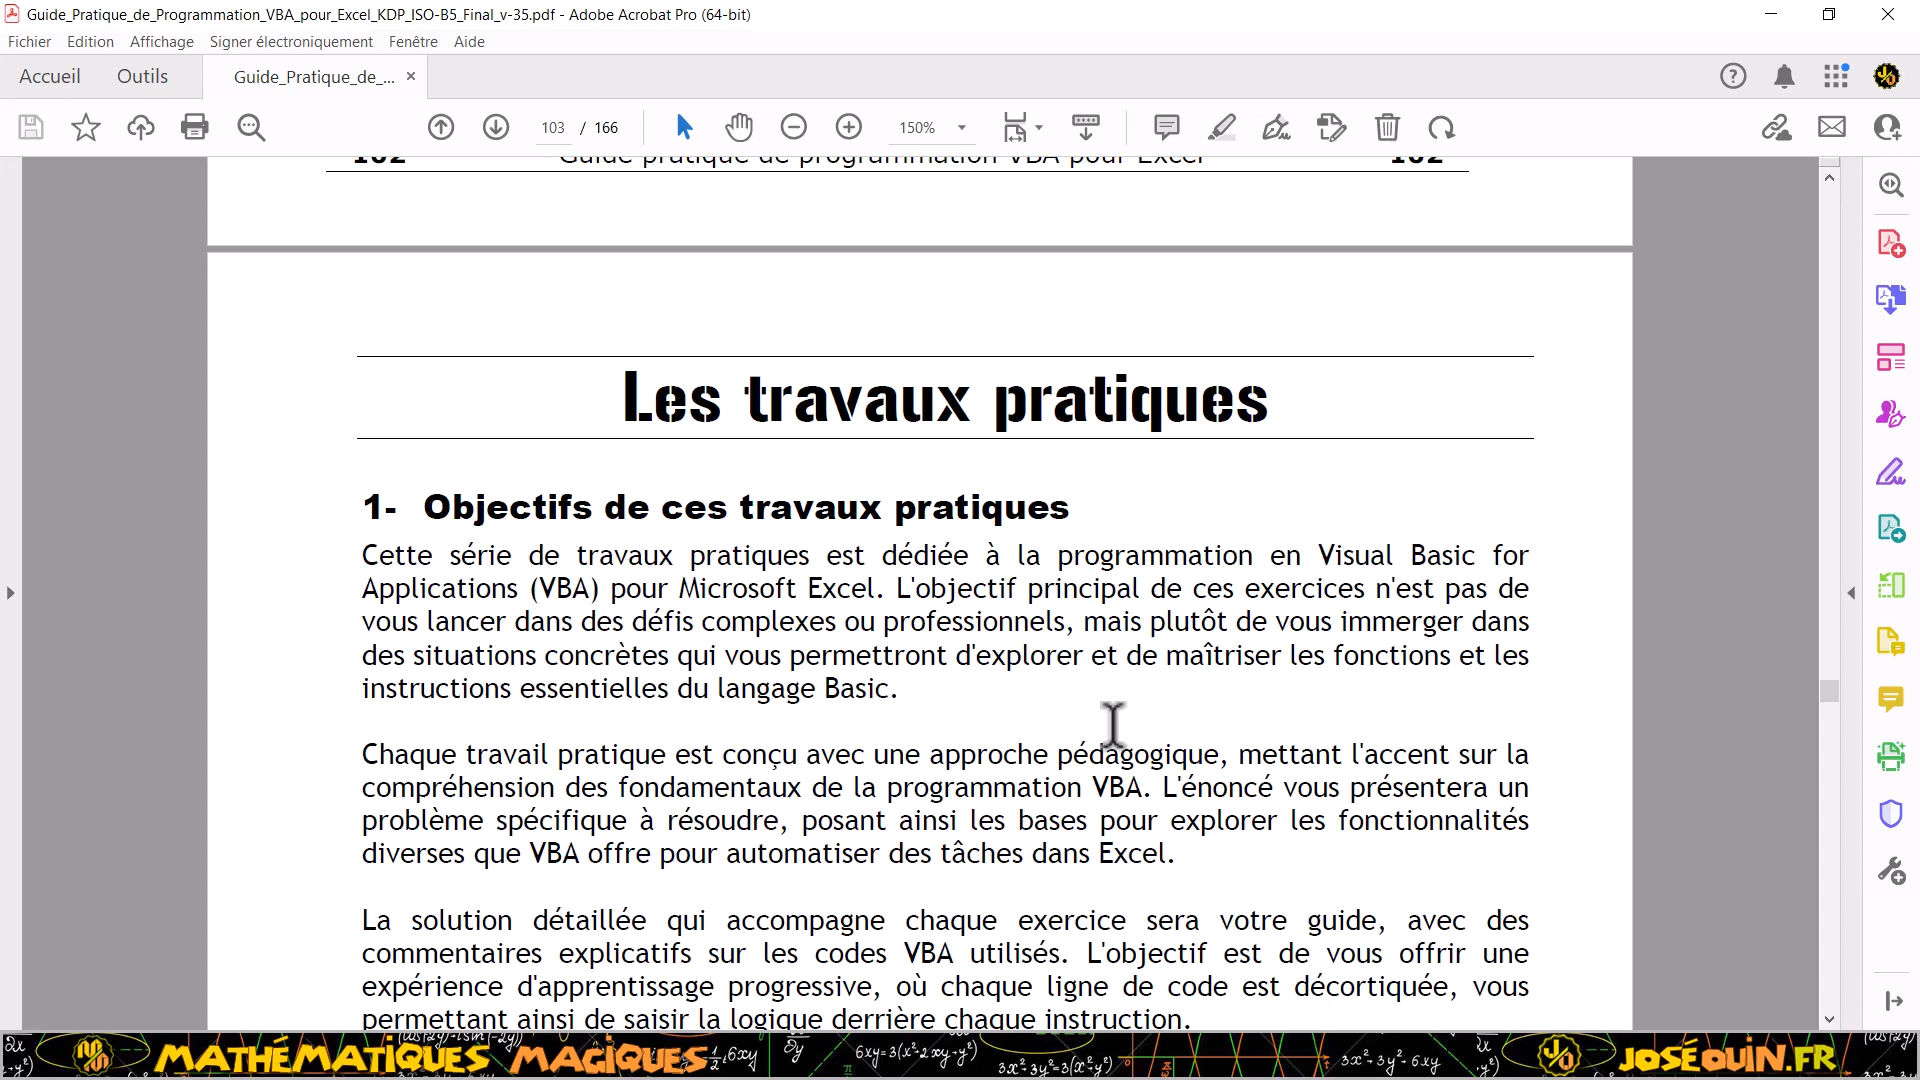 Guide_Pratique_de_Programmation_VBA_pour_Excel_KDP_ISO-B5_Final_v-35.pdf - Adobe Acrobat Pro (64-bit)
Fichier Edition Affichage Signer électroniquement Fenêtre Aide
Accueil Outils Guide_Pratique_de_... ×
103 / 166 150%
102 Guide pratique de programmation VBA pour Excel 102
Les travaux pratiques
1- Objectifs de ces travaux pratiques
Cette série de travaux pratiques est dédiée à la programmation en Visual Basic for
Applications (VBA) pour Microsoft Excel. L'objectif principal de ces exercices n'est pas de
vous lancer dans des défis complexes ou professionnels, mais plutôt de vous immerger dans
des situations concrètes qui vous permettront d'explorer et de maîtriser les fonctions et les
instructions essentielles du langage Basic.
Chaque travail pratique est conçu avec une approche pédagogique, mettant l'accent sur la
compréhension des fondamentaux de la programmation VBA. L'énoncé vous présentera un
problème spécifique à résoudre, posant ainsi les bases pour explorer les fonctionnalités
diverses que VBA offre pour automatiser des tâches dans Excel.
La solution détaillée qui accompagne chaque exercice sera votre guide, avec des
commentaires explicatifs sur les codes VBA utilisés. L'objectif est de vous offrir une
expérience d'apprentissage progressive, où chaque ligne de code est décortiquée, vous
permettant ainsi de saisir la logique derrière chaque instruction.
MATHÉMATIQUES MAGIQUES JOSÉOUIN.FR